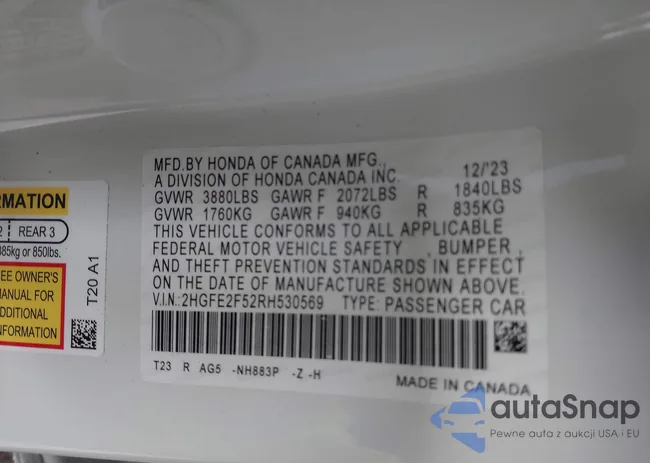 MFD.BY HONDA OF CANADA MFG., 12/'23
A DIVISION OF HONDA CANADA INC.
GVWR 3880LBS GAWR F 2072LBS R 1840LBS
GVWR 1760KG GAWR F 940KG R 835KG
THIS VEHICLE CONFORMS TO ALL APPLICABLE
FEDERAL MOTOR VEHICLE SAFETY , BUMPER ,
AND THEFT PREVENTION STANDARDS IN EFFECT
ON THE DATE OF MANUFACTURE SHOWN ABOVE.
V.I.N.:2HGFE2F52RH530569 TYPE: PASSENGER CAR
T23 R AG5 -NH883P -Z -H
MADE IN CANADA
RMATION
2 REAR 3
385kg or 850lbs.
EE OWNER'S
MANUAL FOR
ADDITIONAL
NFORMATION
T20 A1
autaSnap
Pewne auta z aukcji USA i EU